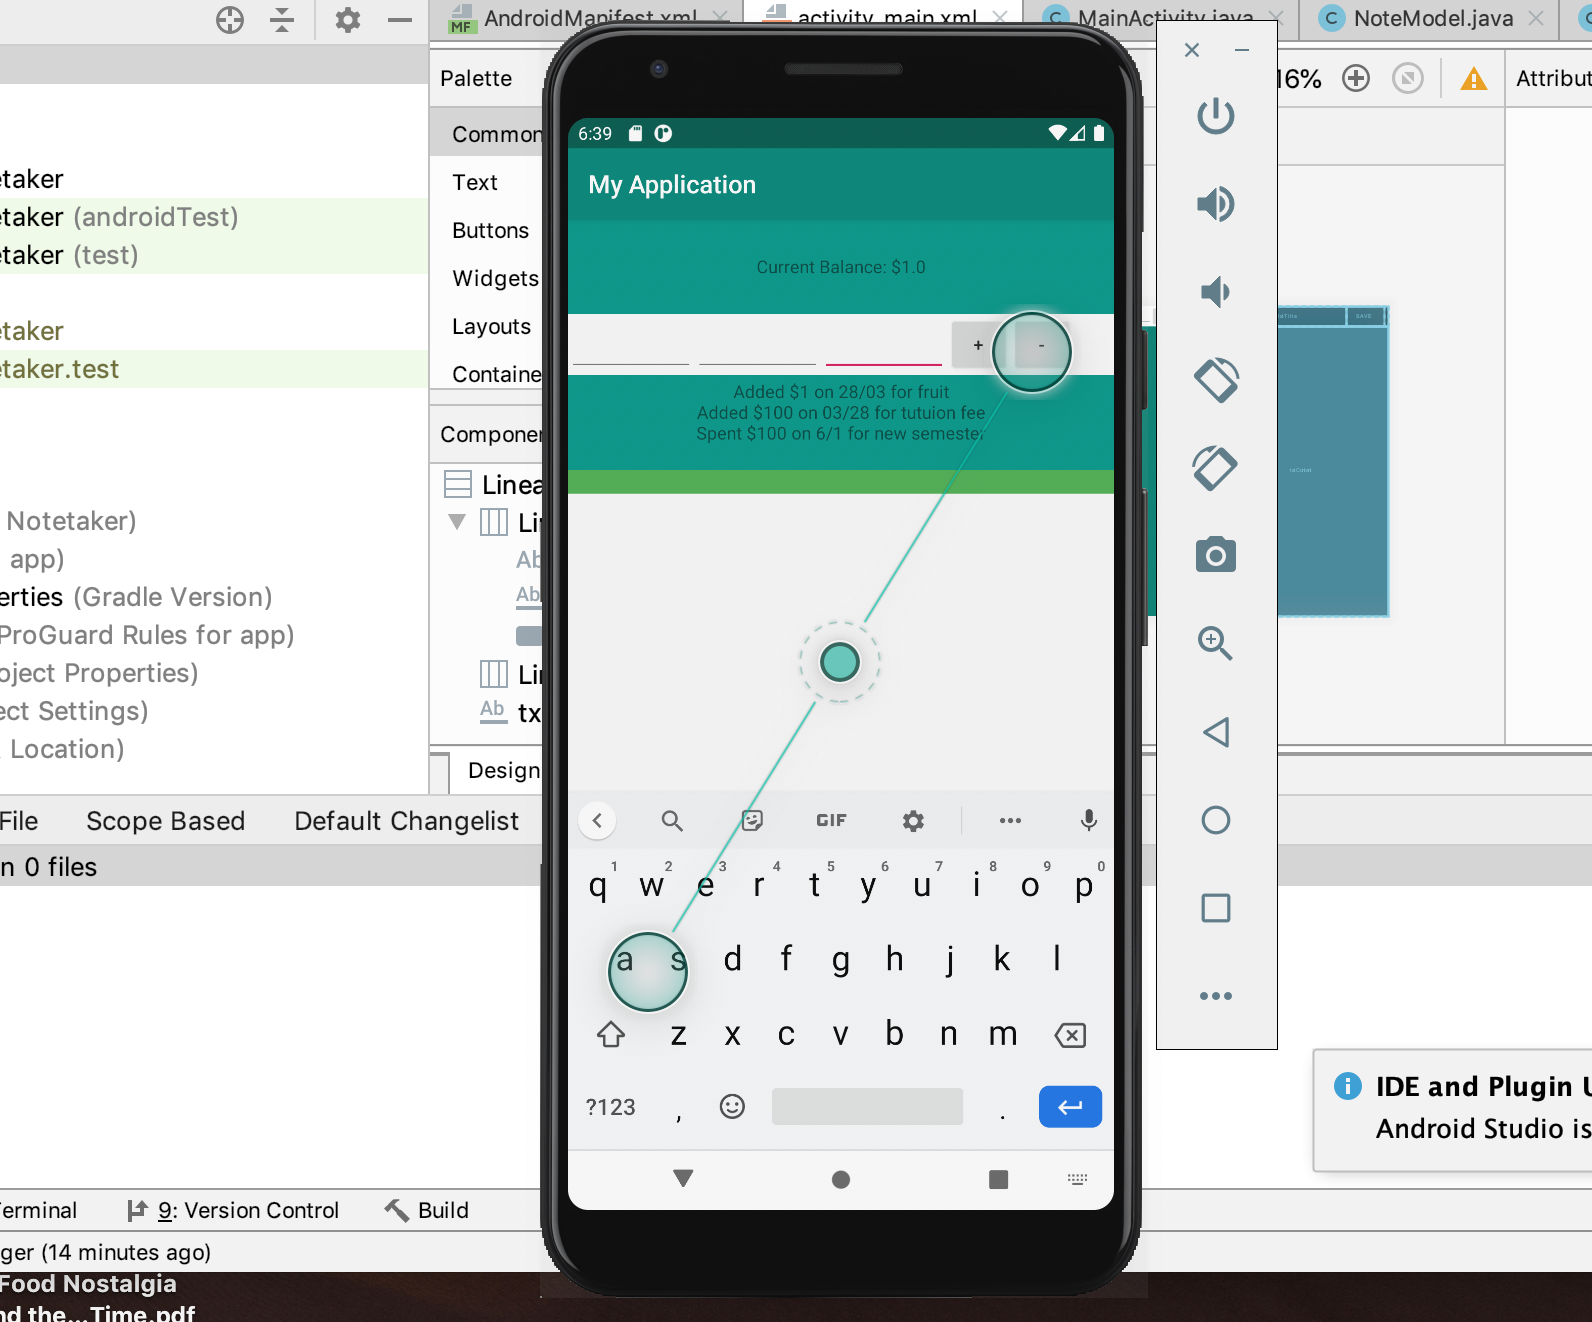 MF AndroidManifest.xml
activity_main.xml
C MainActivity.java
C NoteModel.java
Palette
16%
Attribut
Common
Text
Buttons
Widgets
Layouts
Containe
Componen
Linea
Lin
Ab
Ab
Lin
Ab tx
Design
etaker
etaker (androidTest)
etaker (test)
etaker
etaker.test
Notetaker)
app)
erties (Gradle Version)
ProGuard Rules for app)
oject Properties)
ect Settings)
Location)
File Scope Based Default Changelist
n 0 files
6:39
My Application
Current Balance: $1.0
+ -
Added $1 on 28/03 for fruit
Added $100 on 03/28 for tutuion fee
Spent $100 on 6/1 for new semester
GIF
1 2 3 4 5 6 7 8 9 0
q w e r t y u i o p
a s d f g h j k l
z x c v b n m
?123 , .
SAVE
IDE and Plugin U
Android Studio is
Terminal 9: Version Control Build
ger (14 minutes ago)
Food Nostalgia
nd the...Time.pdf